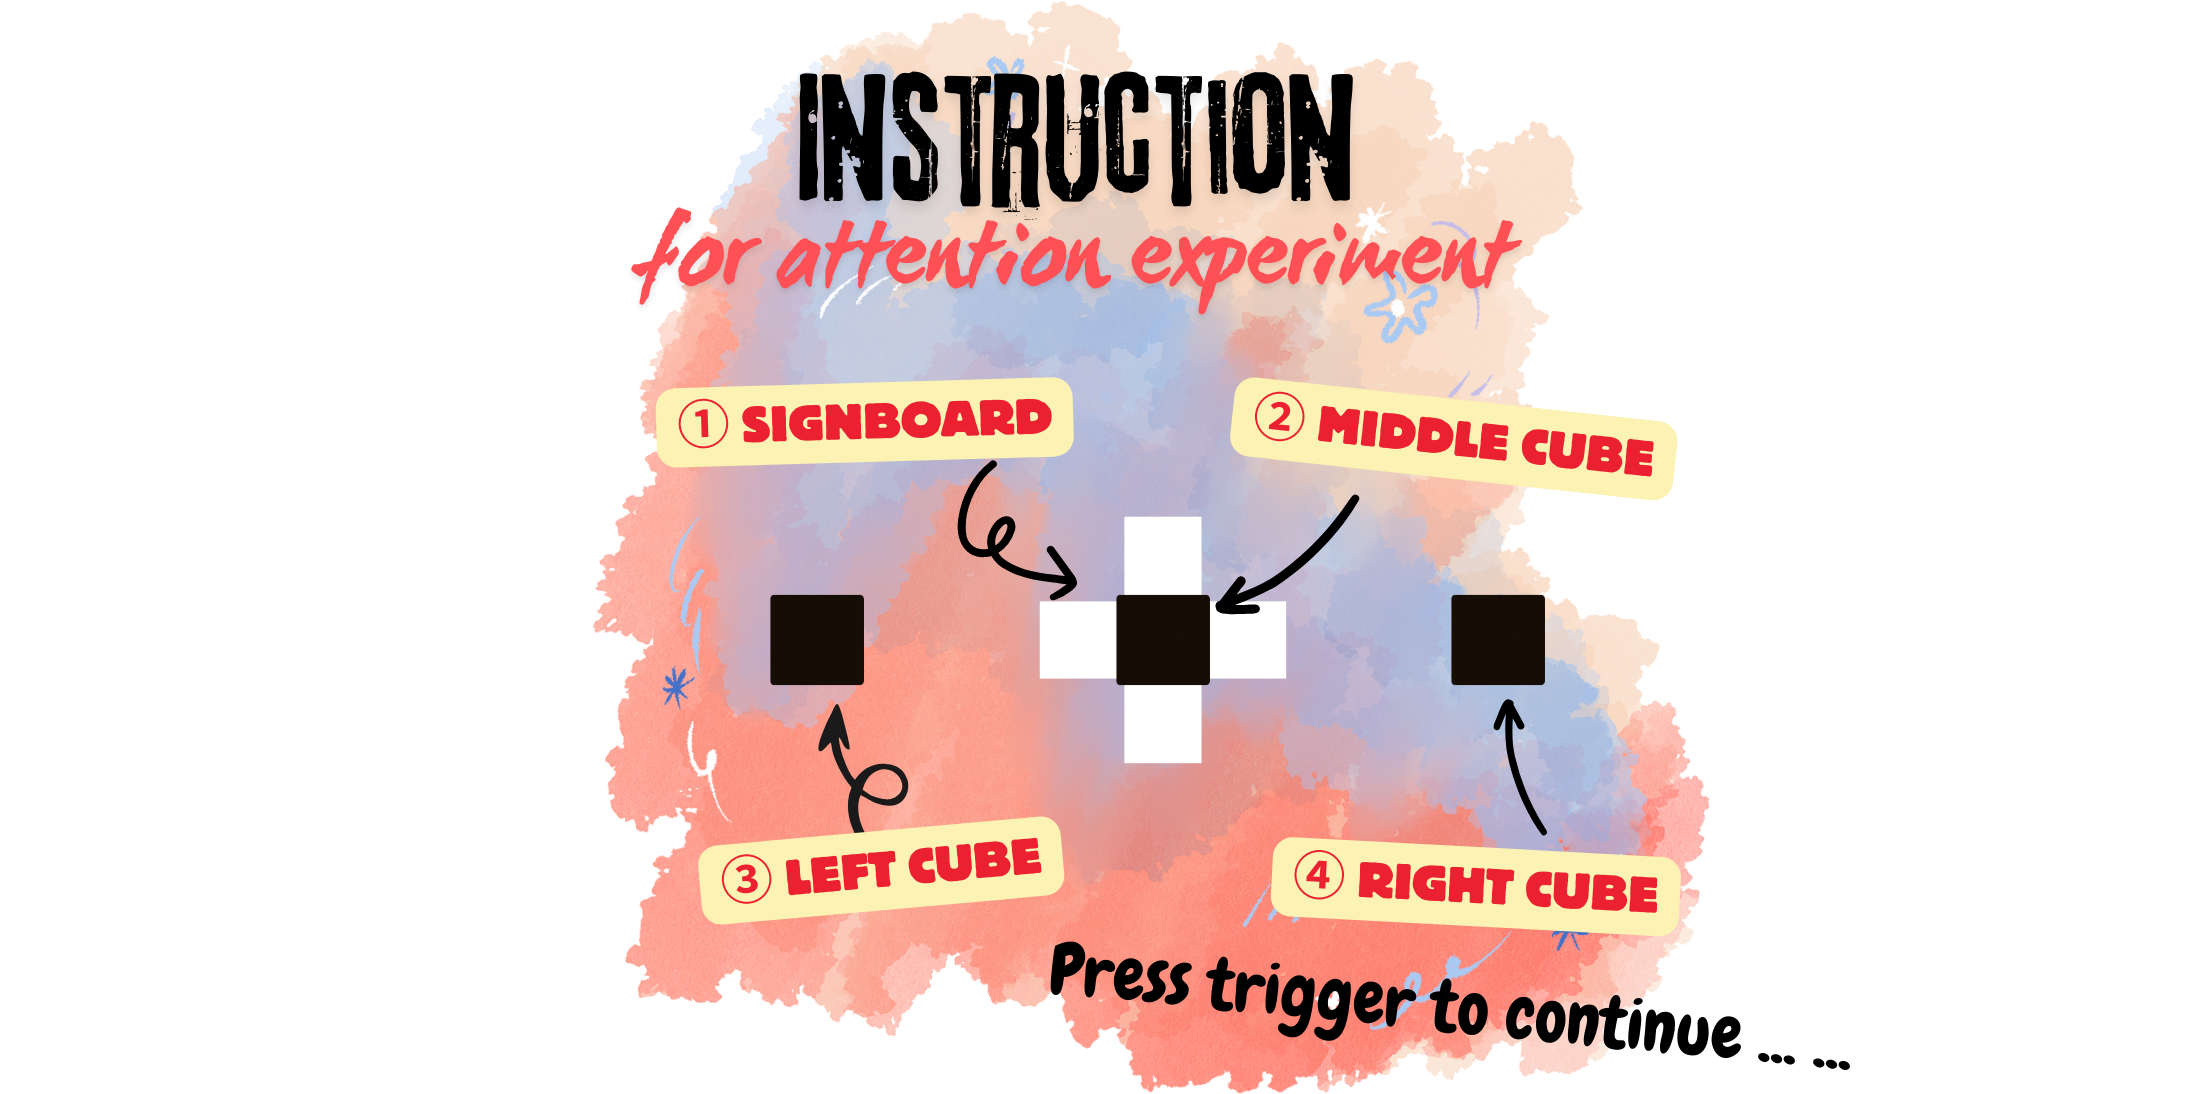 INSTRUCTION
for attention experiment
① SIGNBOARD
② MIDDLE CUBE
③ LEFT CUBE
④ RIGHT CUBE
Press trigger to continue ... ...